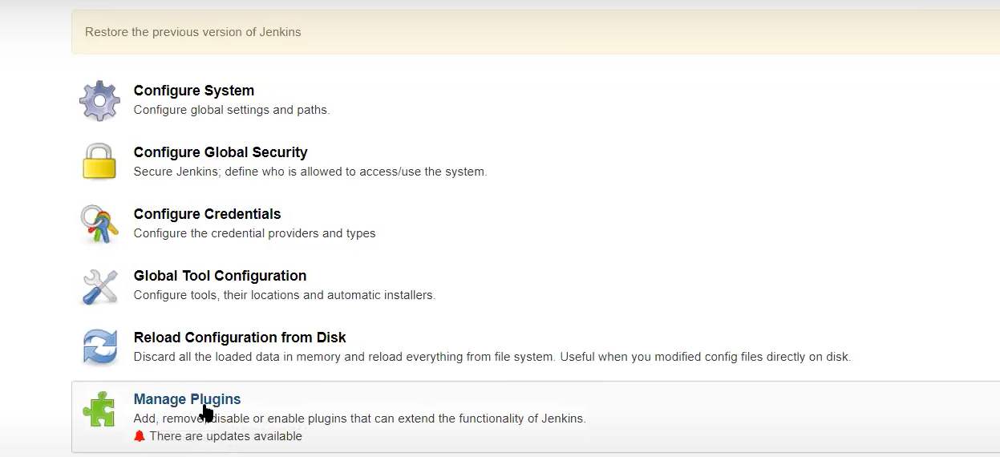 Restore the previous version of Jenkins
Configure System
Configure global settings and paths.
Configure Global Security
Secure Jenkins; define who is allowed to access/use the system.
Configure Credentials
Configure the credential providers and types
Global Tool Configuration
Configure tools, their locations and automatic installers.
Reload Configuration from Disk
Discard all the loaded data in memory and reload everything from file system. Useful when you modified config files directly on disk.
Manage Plugins
Add, remove, disable or enable plugins that can extend the functionality of Jenkins.
There are updates available